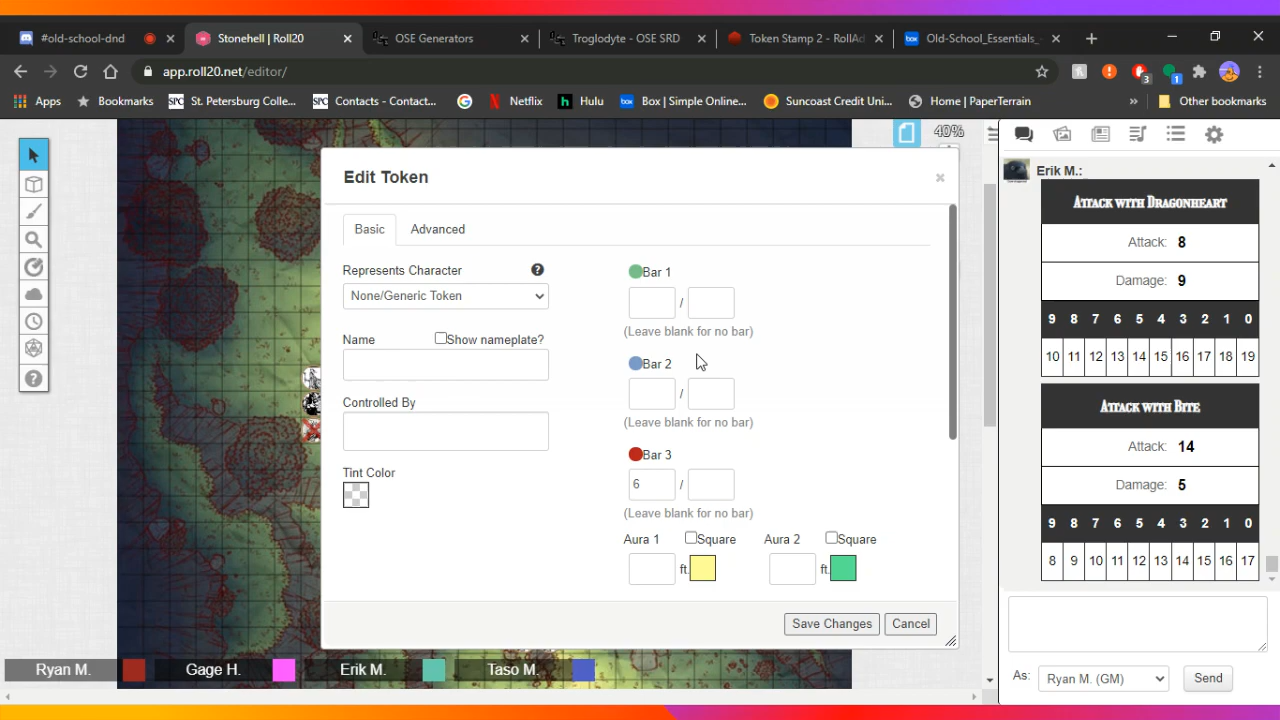 #old-school-dnd
Stonehell | Roll20
OSE Generators
Troglodyte - OSE SRD
Token Stamp 2 - RollAd
Old-School_Essentials_
app.roll20.net/editor/
3
1
Apps
Bookmarks
SPC St. Petersburg Colle...
SPC Contacts - Contact...
G
N Netflix
h Hulu
box Box | Simple Online...
Suncoast Credit Uni...
Home | PaperTerrain
»
Other bookmarks
40%
Edit Token
Basic
Advanced
Represents Character
None/Generic Token
Name
Show nameplate?
Controlled By
Tint Color
Bar 1
/
(Leave blank for no bar)
Bar 2
/
(Leave blank for no bar)
Bar 3
6 /
(Leave blank for no bar)
Aura 1
Square
Aura 2
Square
ft.
ft.
Save Changes
Cancel
Ryan M.
Gage H.
Erik M.
Taso M.
Erik M.:
Attack with Dragonheart
Attack: 8
Damage: 9
9 8 7 6 5 4 3 2 1 0
10 11 12 13 14 15 16 17 18 19
Attack with Bite
Attack: 14
Damage: 5
9 8 7 6 5 4 3 2 1 0
8 9 10 11 12 13 14 15 16 17
As:
Ryan M. (GM)
Send